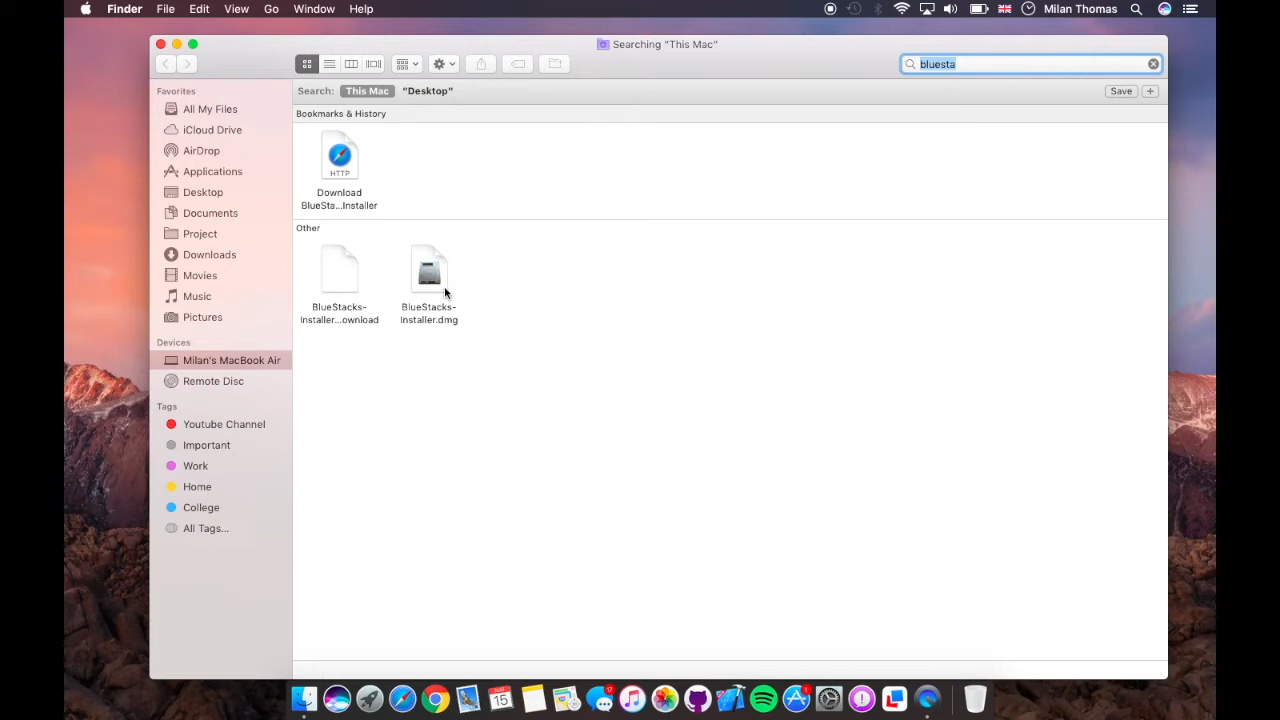 Finder File Edit View Go Window Help Milan Thomas
Searching “This Mac”
bluesta
Search: This Mac “Desktop” Save +
Favorites
All My Files
iCloud Drive
AirDrop
Applications
Desktop
Documents
Project
Downloads
Movies
Music
Pictures
Devices
Milan's MacBook Air
Remote Disc
Tags
Youtube Channel
Important
Work
Home
College
All Tags...
Bookmarks & History
HTTP
Download
BlueSta...Installer
Other
BlueStacks-
Installer...ownload
BlueStacks-
Installer.dmg
17
15
1